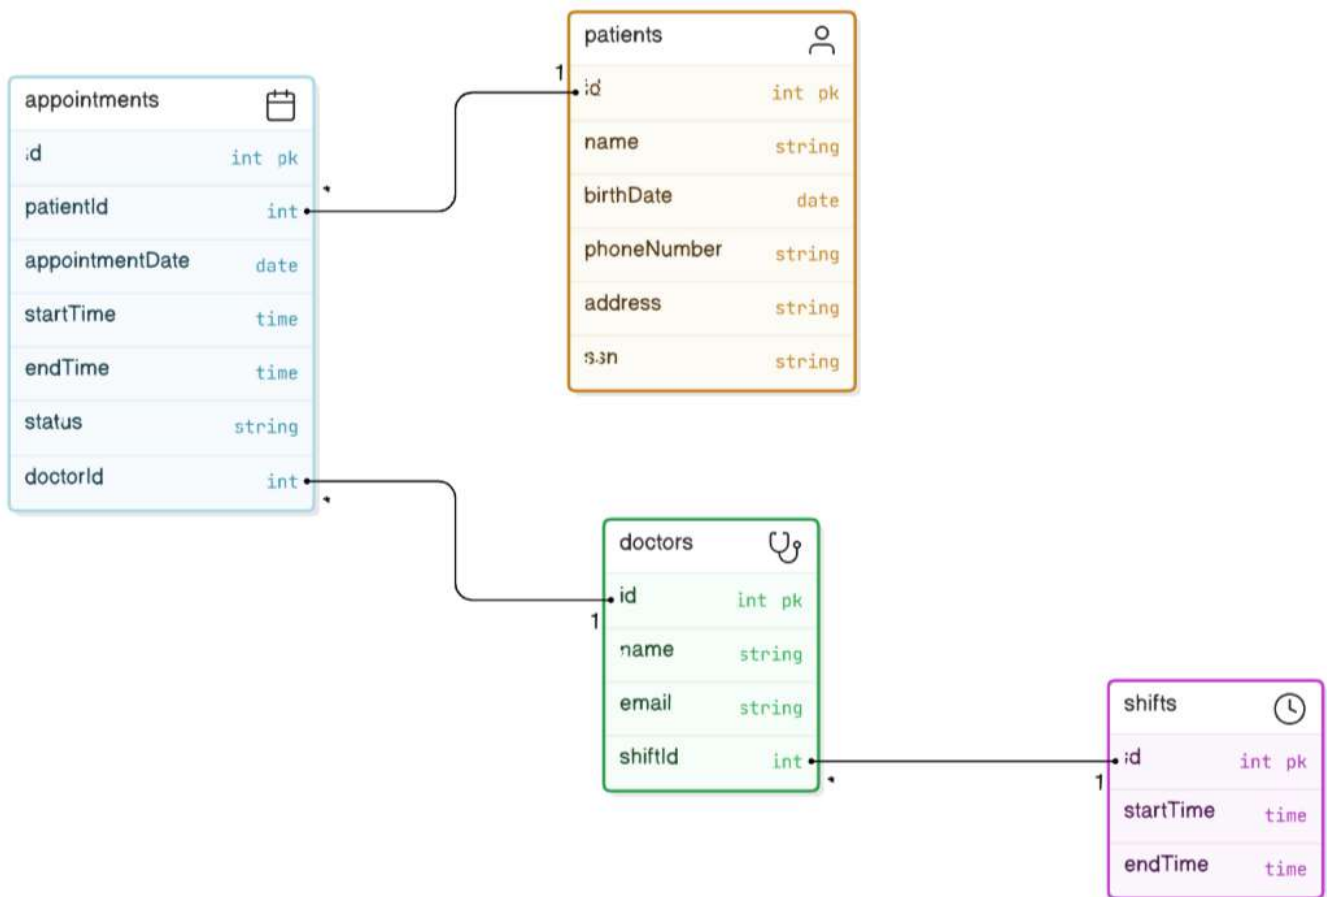 patients
1
id int pk
name string
birthDate date
phoneNumber string
address string
ssn string
appointments
id int pk
*
patientId int
appointmentDate date
startTime time
endTime time
status string
doctorId int
*
doctors
id int pk
1
name string
email string
shiftId int
*
shifts
id int pk
1
startTime time
endTime time